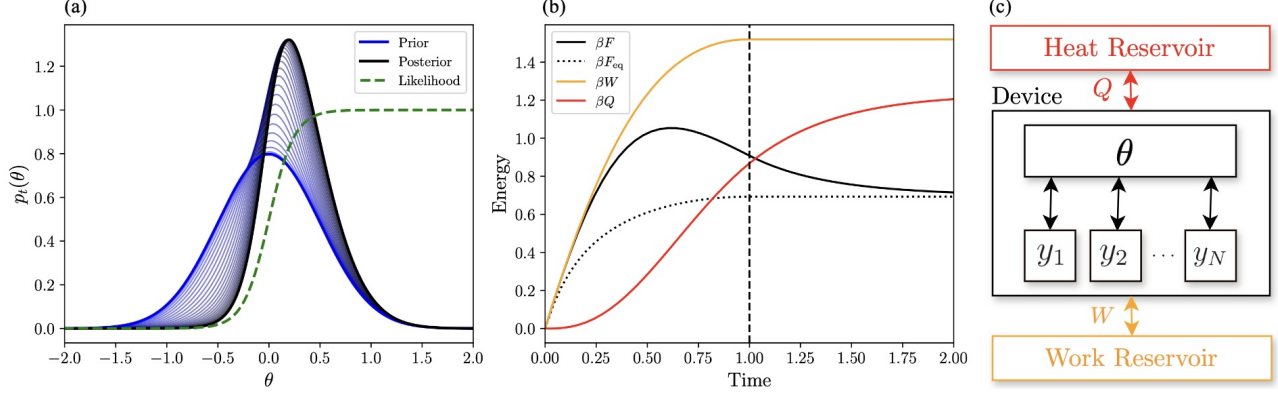 (a)
1.2
1.0
0.8
0.6
0.4
0.2
0.0
p_t(θ)
Prior
Posterior
Likelihood
−2.0 −1.5 −1.0 −0.5 0.0 0.5 1.0 1.5 2.0
θ
(b)
1.4
1.2
1.0
0.8
0.6
0.4
0.2
0.0
Energy
βF
βF_eq
βW
βQ
0.00 0.25 0.50 0.75 1.00 1.25 1.50 1.75 2.00
Time
(c)
Heat Reservoir
Q
Device
θ
y_1 y_2 ... y_N
W
Work Reservoir